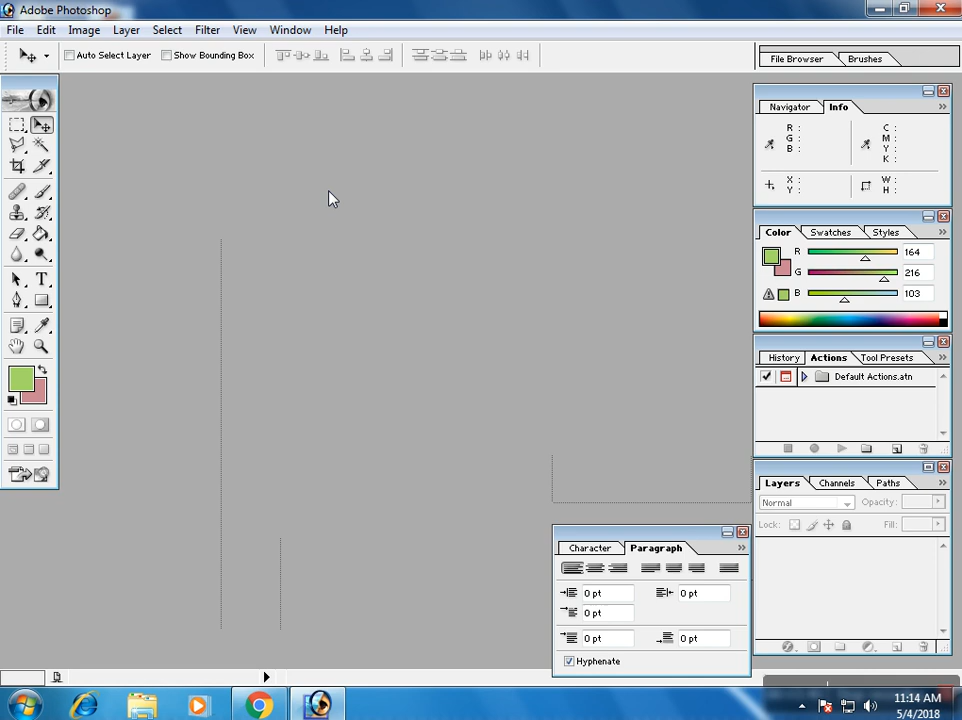 Adobe Photoshop
File Edit Image Layer Select Filter View Window Help
Auto Select Layer Show Bounding Box File Browser Brushes
Navigator Info
R : C :
G : M :
B : Y :
K :
X : W :
Y : H :
Color Swatches Styles
R 164
G 216
B 103
History Actions Tool Presets
Default Actions.atn
Layers Channels Paths
Normal Opacity:
Lock: Fill:
Character Paragraph
0 pt 0 pt
0 pt
0 pt 0 pt
Hyphenate
11:14 AM
5/4/2018